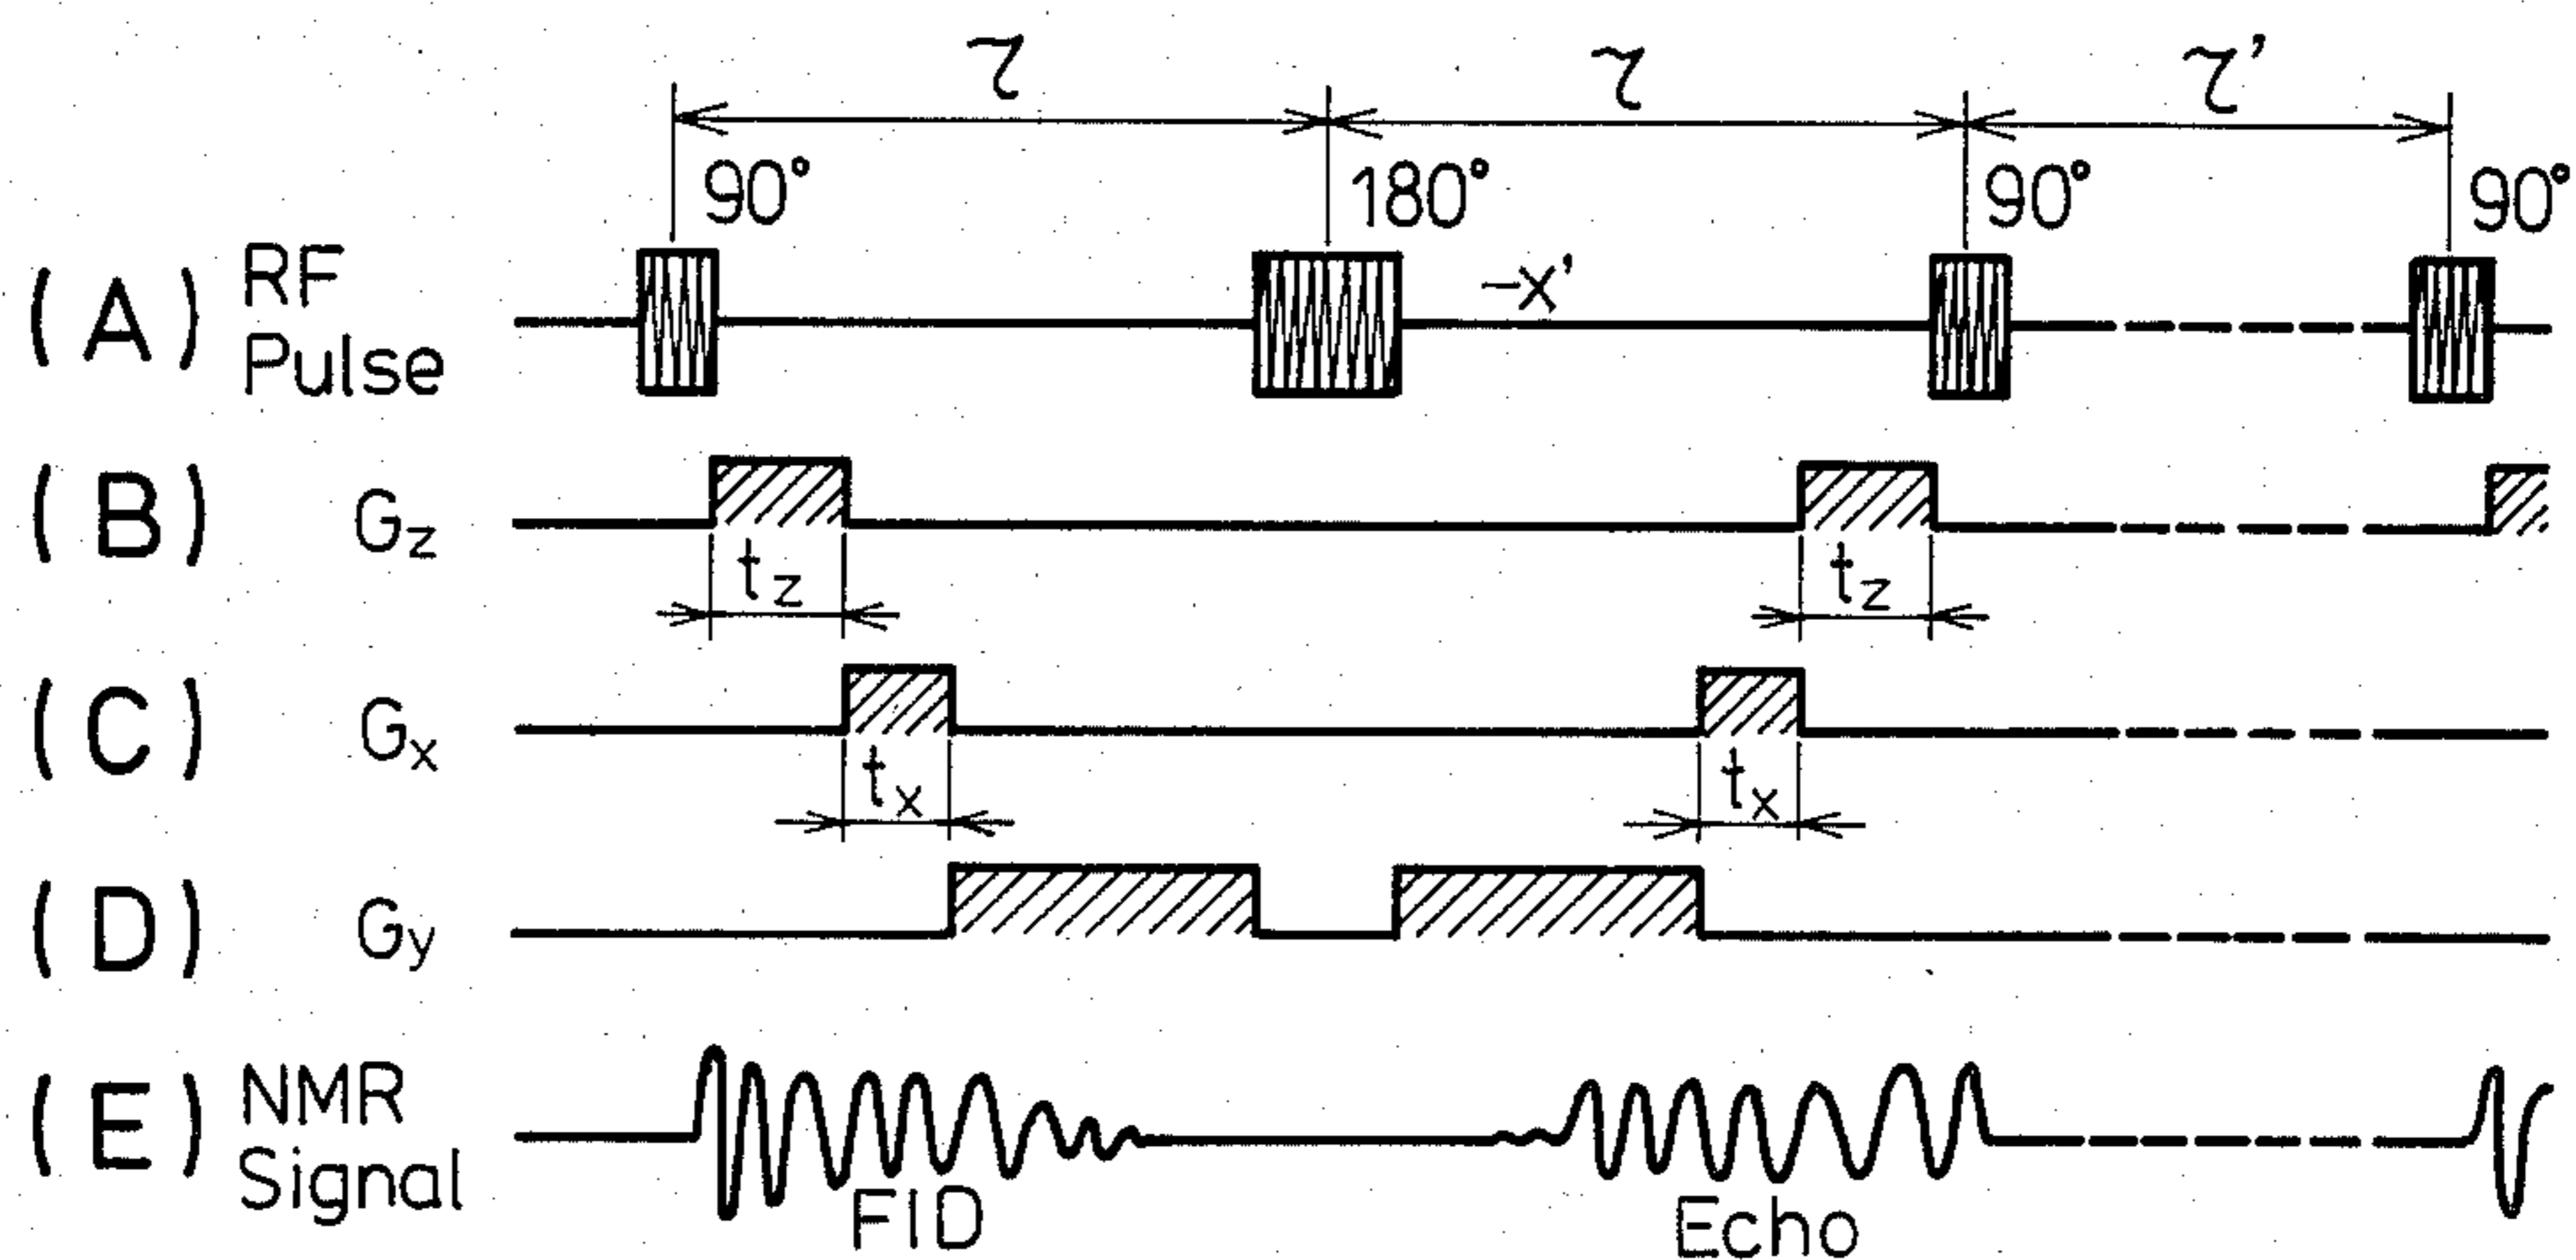 τ τ τ'
90° 180° 90° 90°
(A) RF Pulse -x'
(B) Gz
tz tz
(C) Gx
tx tx
(D) Gy
(E) NMR Signal
FID Echo